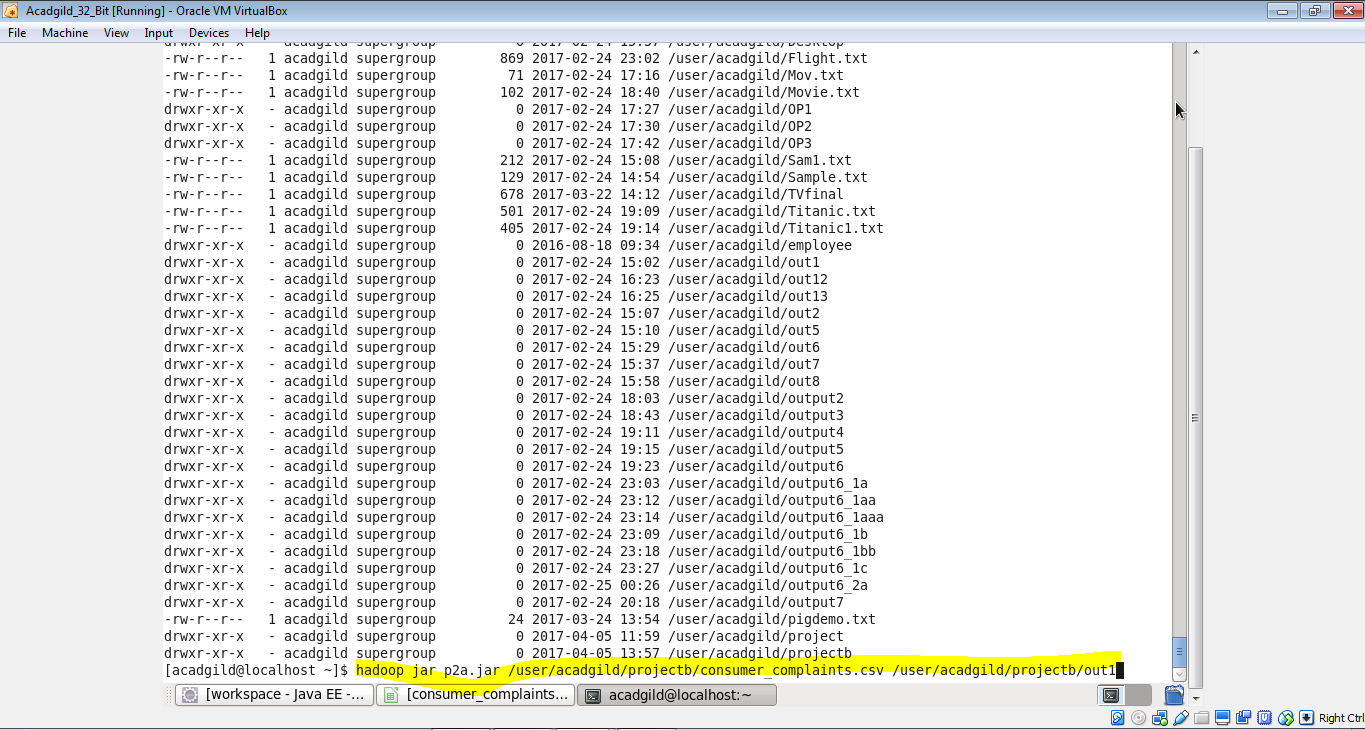 Acadgild_32_Bit [Running] - Oracle VM VirtualBox
File Machine View Input Devices Help
drwxr-xr-x - acadgild supergroup 0 2017-02-24 15:57 /user/acadgild/Desktop
-rw-r--r-- 1 acadgild supergroup 869 2017-02-24 23:02 /user/acadgild/Flight.txt
-rw-r--r-- 1 acadgild supergroup 71 2017-02-24 17:16 /user/acadgild/Mov.txt
-rw-r--r-- 1 acadgild supergroup 102 2017-02-24 18:40 /user/acadgild/Movie.txt
drwxr-xr-x - acadgild supergroup 0 2017-02-24 17:27 /user/acadgild/OP1
drwxr-xr-x - acadgild supergroup 0 2017-02-24 17:30 /user/acadgild/OP2
drwxr-xr-x - acadgild supergroup 0 2017-02-24 17:42 /user/acadgild/OP3
-rw-r--r-- 1 acadgild supergroup 212 2017-02-24 15:08 /user/acadgild/Sam1.txt
-rw-r--r-- 1 acadgild supergroup 129 2017-02-24 14:54 /user/acadgild/Sample.txt
-rw-r--r-- 1 acadgild supergroup 678 2017-03-22 14:12 /user/acadgild/TVfinal
-rw-r--r-- 1 acadgild supergroup 501 2017-02-24 19:09 /user/acadgild/Titanic.txt
-rw-r--r-- 1 acadgild supergroup 405 2017-02-24 19:14 /user/acadgild/Titanic1.txt
drwxr-xr-x - acadgild supergroup 0 2016-08-18 09:34 /user/acadgild/employee
drwxr-xr-x - acadgild supergroup 0 2017-02-24 15:02 /user/acadgild/out1
drwxr-xr-x - acadgild supergroup 0 2017-02-24 16:23 /user/acadgild/out12
drwxr-xr-x - acadgild supergroup 0 2017-02-24 16:25 /user/acadgild/out13
drwxr-xr-x - acadgild supergroup 0 2017-02-24 15:07 /user/acadgild/out2
drwxr-xr-x - acadgild supergroup 0 2017-02-24 15:10 /user/acadgild/out5
drwxr-xr-x - acadgild supergroup 0 2017-02-24 15:29 /user/acadgild/out6
drwxr-xr-x - acadgild supergroup 0 2017-02-24 15:37 /user/acadgild/out7
drwxr-xr-x - acadgild supergroup 0 2017-02-24 15:58 /user/acadgild/out8
drwxr-xr-x - acadgild supergroup 0 2017-02-24 18:03 /user/acadgild/output2
drwxr-xr-x - acadgild supergroup 0 2017-02-24 18:43 /user/acadgild/output3
drwxr-xr-x - acadgild supergroup 0 2017-02-24 19:11 /user/acadgild/output4
drwxr-xr-x - acadgild supergroup 0 2017-02-24 19:15 /user/acadgild/output5
drwxr-xr-x - acadgild supergroup 0 2017-02-24 19:23 /user/acadgild/output6
drwxr-xr-x - acadgild supergroup 0 2017-02-24 23:03 /user/acadgild/output6_1a
drwxr-xr-x - acadgild supergroup 0 2017-02-24 23:12 /user/acadgild/output6_1aa
drwxr-xr-x - acadgild supergroup 0 2017-02-24 23:14 /user/acadgild/output6_1aaa
drwxr-xr-x - acadgild supergroup 0 2017-02-24 23:09 /user/acadgild/output6_1b
drwxr-xr-x - acadgild supergroup 0 2017-02-24 23:18 /user/acadgild/output6_1bb
drwxr-xr-x - acadgild supergroup 0 2017-02-24 23:27 /user/acadgild/output6_1c
drwxr-xr-x - acadgild supergroup 0 2017-02-25 00:26 /user/acadgild/output6_2a
drwxr-xr-x - acadgild supergroup 0 2017-02-24 20:18 /user/acadgild/output7
-rw-r--r-- 1 acadgild supergroup 24 2017-03-24 13:54 /user/acadgild/pigdemo.txt
drwxr-xr-x - acadgild supergroup 0 2017-04-05 11:59 /user/acadgild/project
drwxr-xr-x - acadgild supergroup 0 2017-04-05 13:57 /user/acadgild/projectb
[acadgild@localhost ~]$ hadoop jar p2a.jar /user/acadgild/projectb/consumer_complaints.csv /user/acadgild/projectb/out1
[workspace - Java EE -... [consumer_complaints... acadgild@localhost:~
Right Ctrl